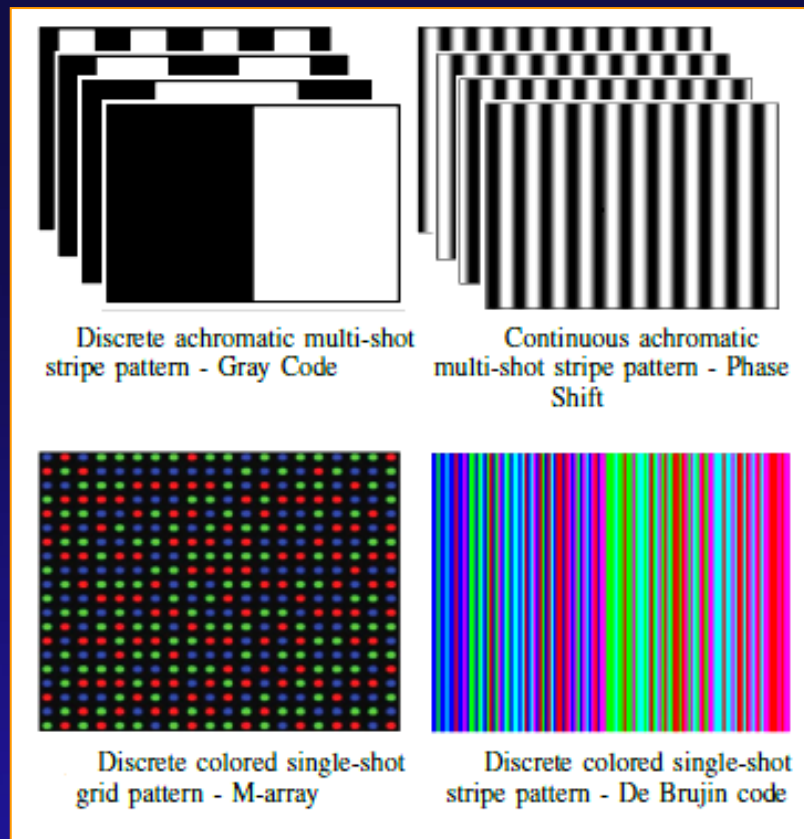 Discrete achromatic multi-shot
stripe pattern - Gray Code
Continuous achromatic
multi-shot stripe pattern - Phase
Shift
Discrete colored single-shot
grid pattern - M-array
Discrete colored single-shot
stripe pattern - De Brujin code